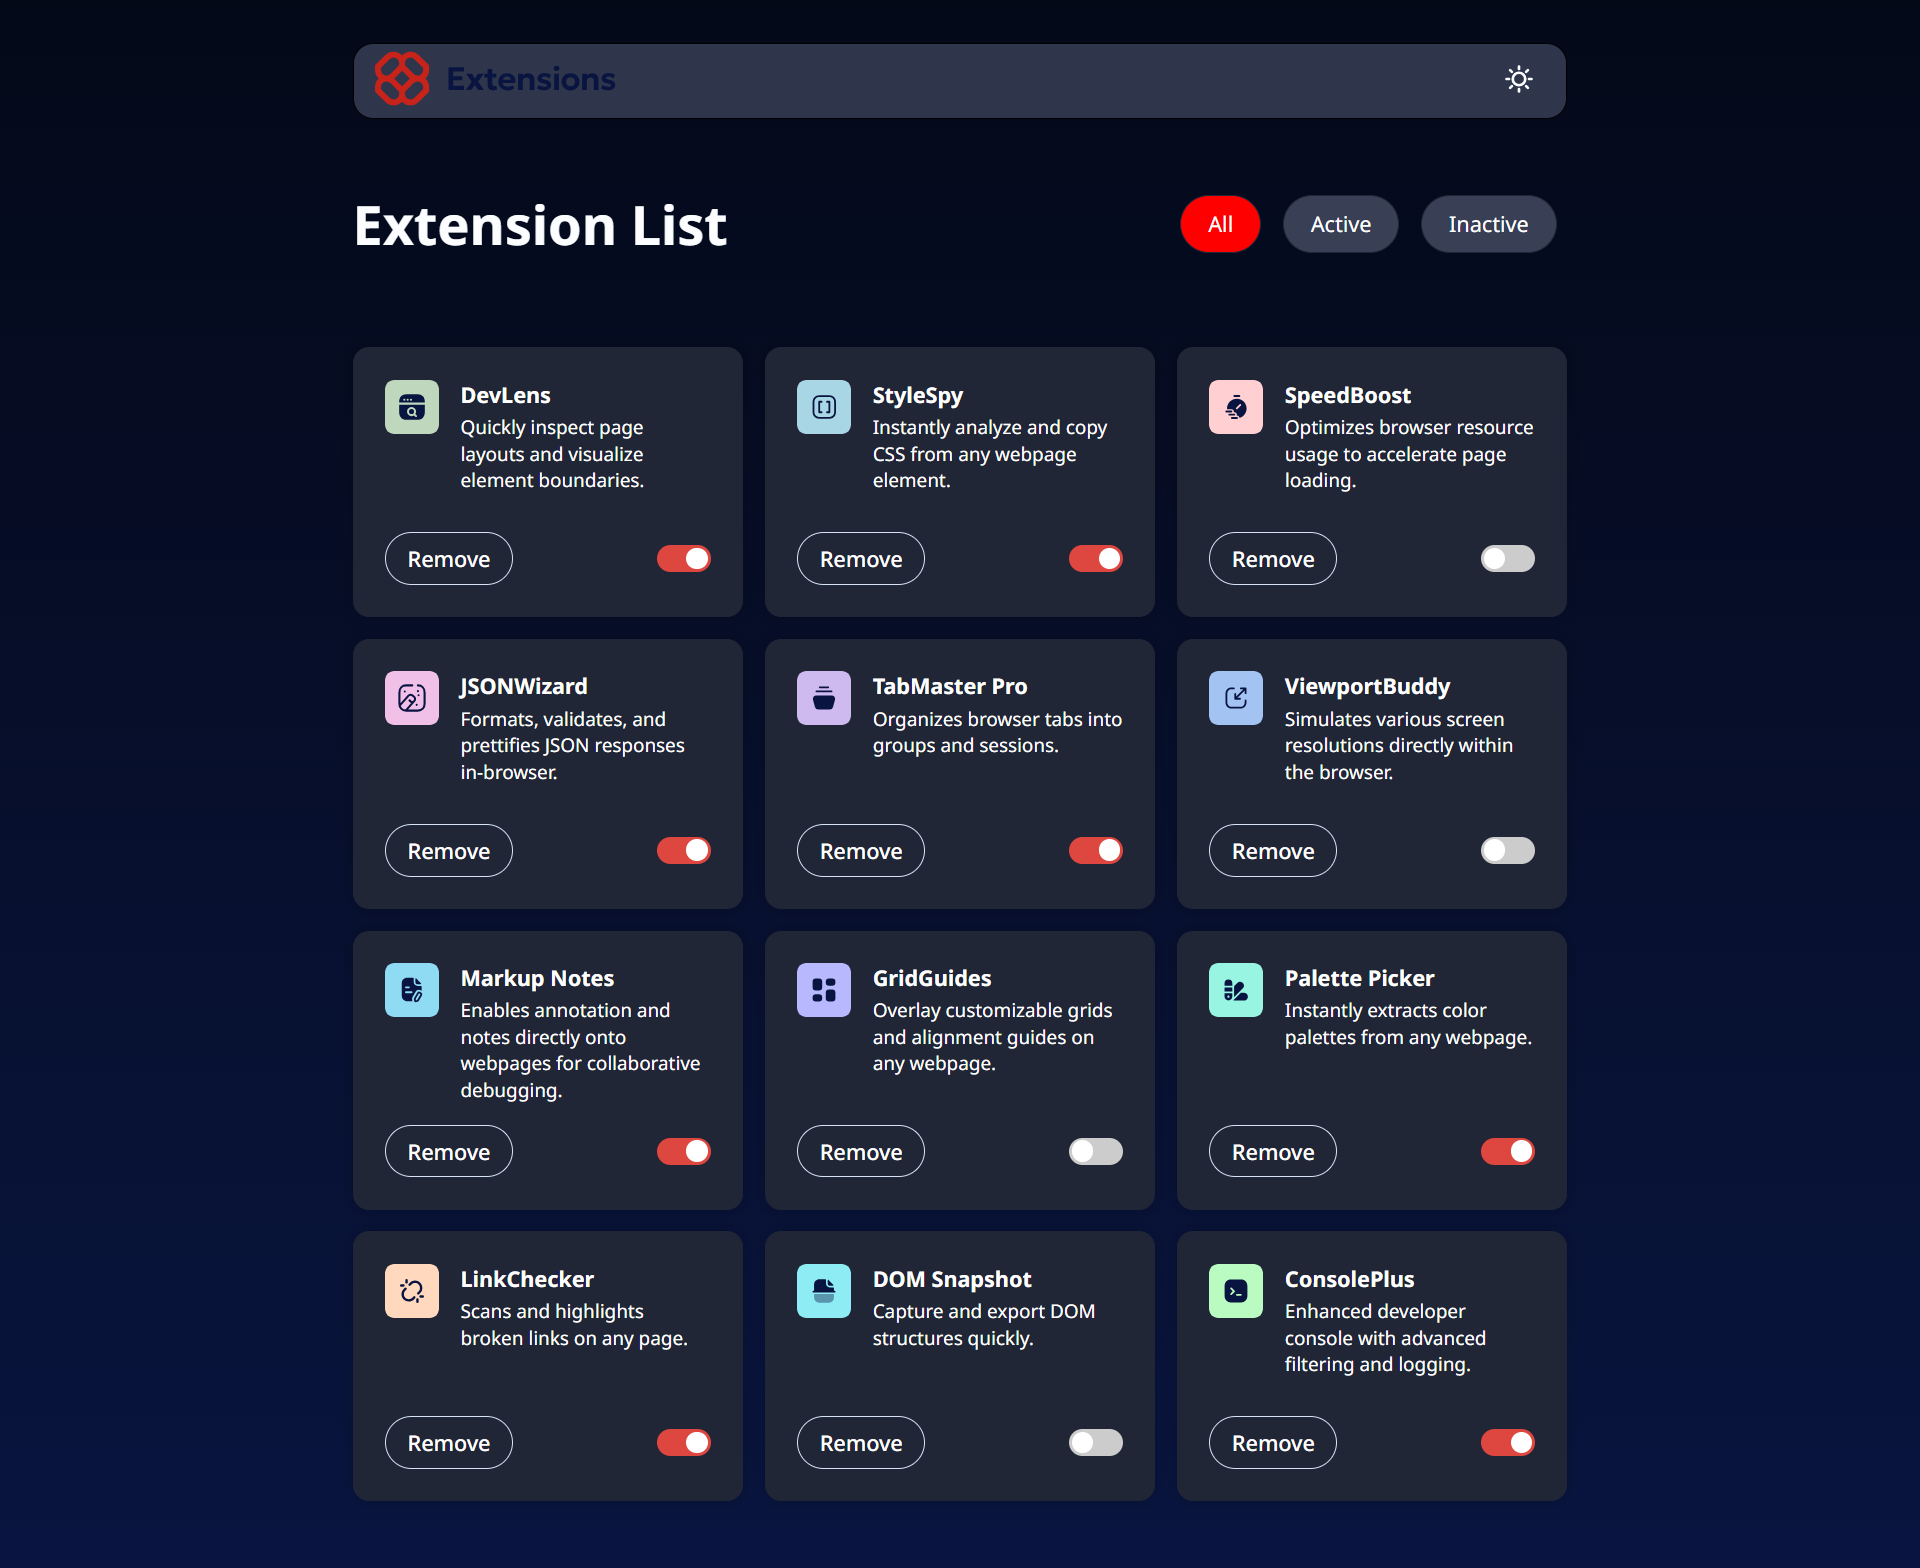 Extensions
Extension List
All
Active
Inactive
DevLens
Quickly inspect page
layouts and visualize
element boundaries.
Remove
StyleSpy
Instantly analyze and copy
CSS from any webpage
element.
Remove
SpeedBoost
Optimizes browser resource
usage to accelerate page
loading.
Remove
JSONWizard
Formats, validates, and
prettifies JSON responses
in-browser.
Remove
TabMaster Pro
Organizes browser tabs into
groups and sessions.
Remove
ViewportBuddy
Simulates various screen
resolutions directly within
the browser.
Remove
Markup Notes
Enables annotation and
notes directly onto
webpages for collaborative
debugging.
Remove
GridGuides
Overlay customizable grids
and alignment guides on
any webpage.
Remove
Palette Picker
Instantly extracts color
palettes from any webpage.
Remove
LinkChecker
Scans and highlights
broken links on any page.
Remove
DOM Snapshot
Capture and export DOM
structures quickly.
Remove
ConsolePlus
Enhanced developer
console with advanced
filtering and logging.
Remove